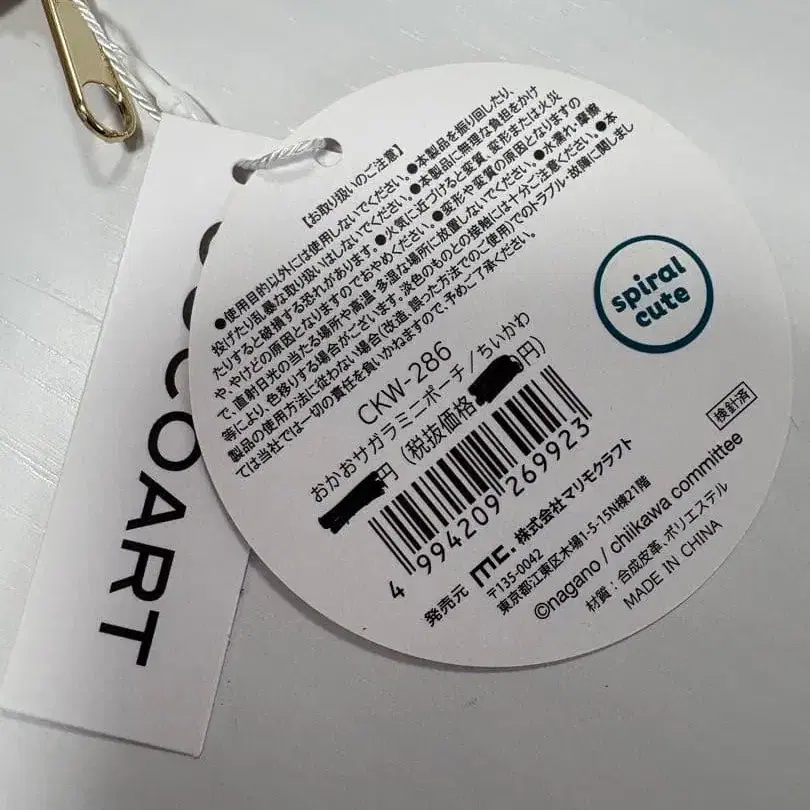 【お取り扱いのご注意】
●使用目的以外には使用しないでください。●本製品を振り回したり、
投げたり乱暴な取り扱いはしないでください。●本製品に無理な負担をかけ
たりすると破損する恐れがあります。●火気に近づけると変質、変形または火災
や、やけどの原因となりますのでおやめください。●変形や変質の原因となりますの
で、直射日光の当たる場所や高温、多湿な場所に放置しないでください。●水濡れ・摩擦
等により、色移りする場合がございます。淡色のものとの接触には十分ご注意ください。●本
製品の使用方法に従わない場合(改造、誤った方法でのご使用)でのトラブル・故障に関しまし
ては当社では一切の責任を負いかねますので、予めご了承ください。
spiral
cute
CKW-286
おかおサガラミニポーチ/ちいかわ
円 (税抜価格 円)
4 994209 269923
検針済
発売元 mc. 株式会社マリモクラフト
〒135-0042
東京都江東区木場1-5-15N棟21階
©nagano / chiikawa committee
材質：合成皮革、ポリエステル
MADE IN CHINA
COART